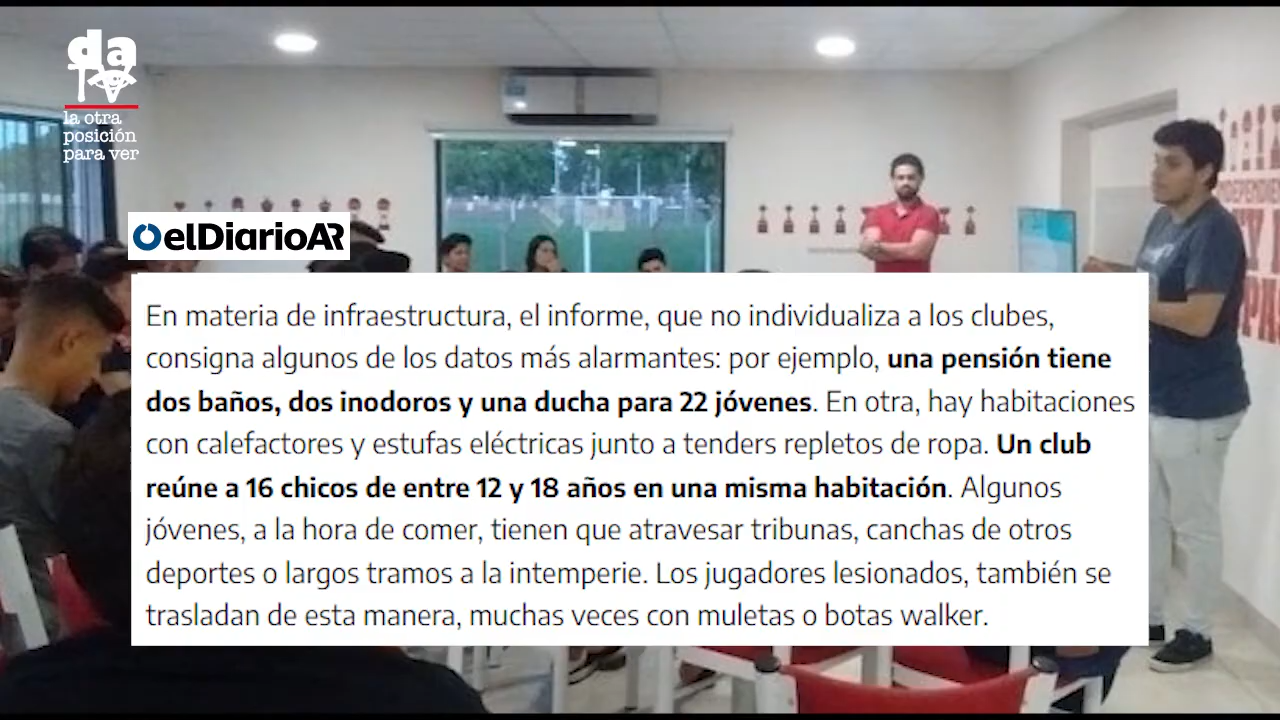 da
TV
la otra
posición
para ver
elDiarioAR
En materia de infraestructura, el informe, que no individualiza a los clubes,
consigna algunos de los datos más alarmantes: por ejemplo, una pensión tiene
dos baños, dos inodoros y una ducha para 22 jóvenes. En otra, hay habitaciones
con calefactores y estufas eléctricas junto a tenders repletos de ropa. Un club
reúne a 16 chicos de entre 12 y 18 años en una misma habitación. Algunos
jóvenes, a la hora de comer, tienen que atravesar tribunas, canchas de otros
deportes o largos tramos a la intemperie. Los jugadores lesionados, también se
trasladan de esta manera, muchas veces con muletas o botas walker.